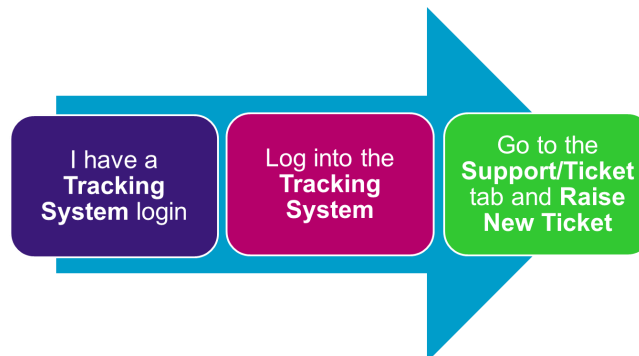 I have a
Tracking
System login
Log into the
Tracking
System
Go to the
Support/Ticket
tab and Raise
New Ticket